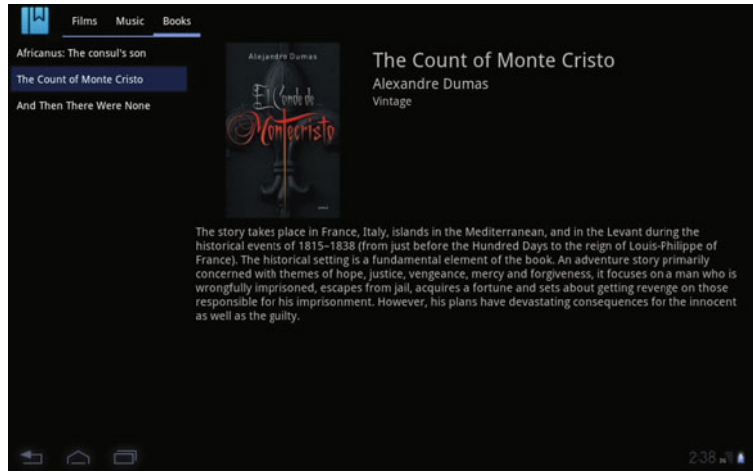 Films Music Books
Africanus: The consul's son
The Count of Monte Cristo
And Then There Were None
Alejandro Dumas
El Conde de
Montecristo
The Count of Monte Cristo
Alexandre Dumas
Vintage
The story takes place in France, Italy, islands in the Mediterranean, and in the Levant during the
historical events of 1815–1838 (from just before the Hundred Days to the reign of Louis-Philippe of
France). The historical setting is a fundamental element of the book. An adventure story primarily
concerned with themes of hope, justice, vengeance, mercy and forgiveness, it focuses on a man who is
wrongfully imprisoned, escapes from jail, acquires a fortune and sets about getting revenge on those
responsible for his imprisonment. However, his plans have devastating consequences for the innocent
as well as the guilty.
2:38